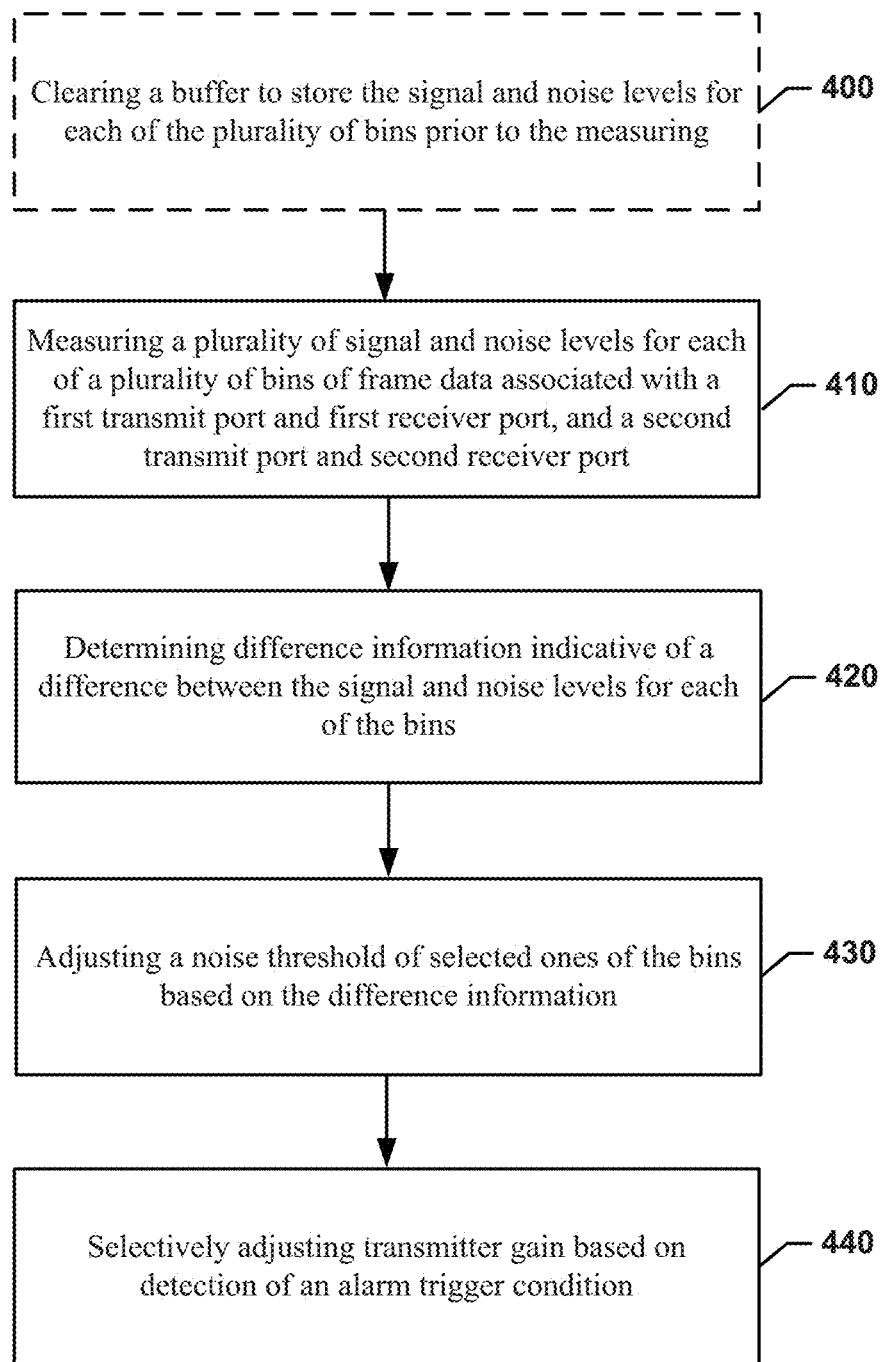 Clearing a buffer to store the signal and noise levels for
each of the plurality of bins prior to the measuring
400
Measuring a plurality of signal and noise levels for each
of a plurality of bins of frame data associated with a
first transmit port and first receiver port, and a second
transmit port and second receiver port
410
Determining difference information indicative of a
difference between the signal and noise levels for each
of the bins
420
Adjusting a noise threshold of selected ones of the bins
based on the difference information
430
Selectively adjusting transmitter gain based on
detection of an alarm trigger condition
440